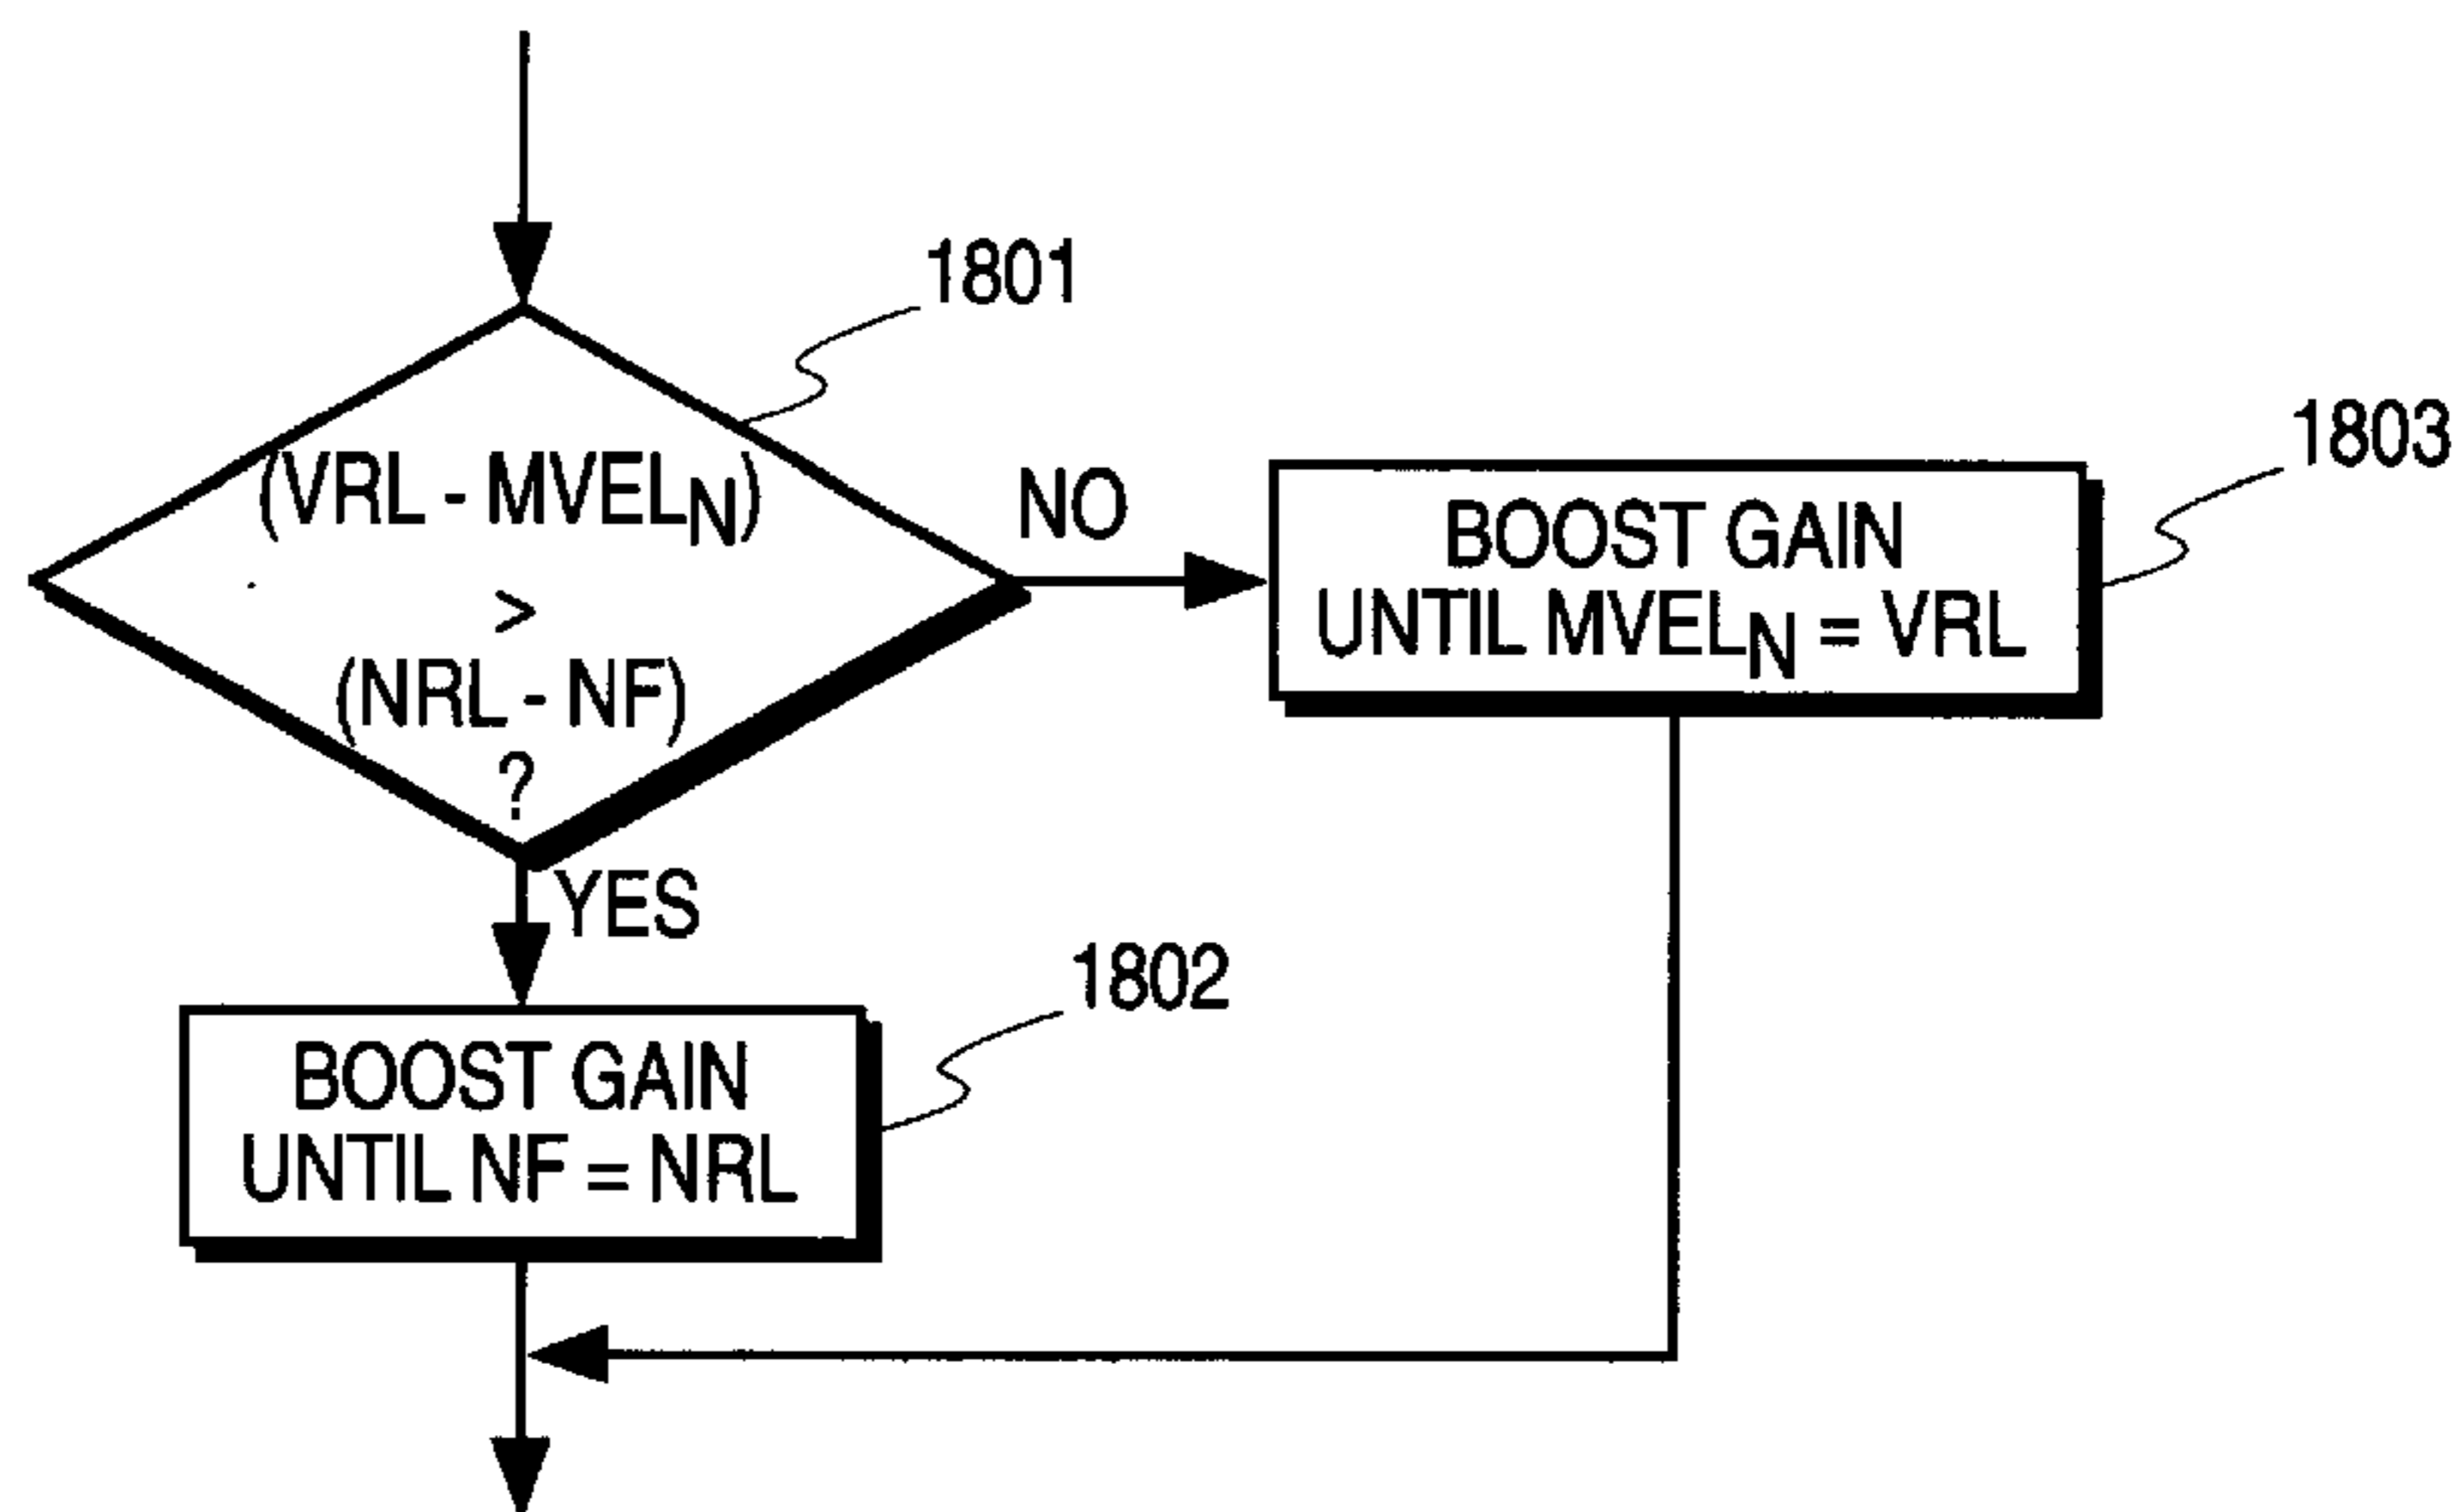 1801
(VRL - MVELN)
>
(NRL - NF)
?
NO
1803
BOOST GAIN
UNTIL MVELN = VRL
YES
1802
BOOST GAIN
UNTIL NF = NRL